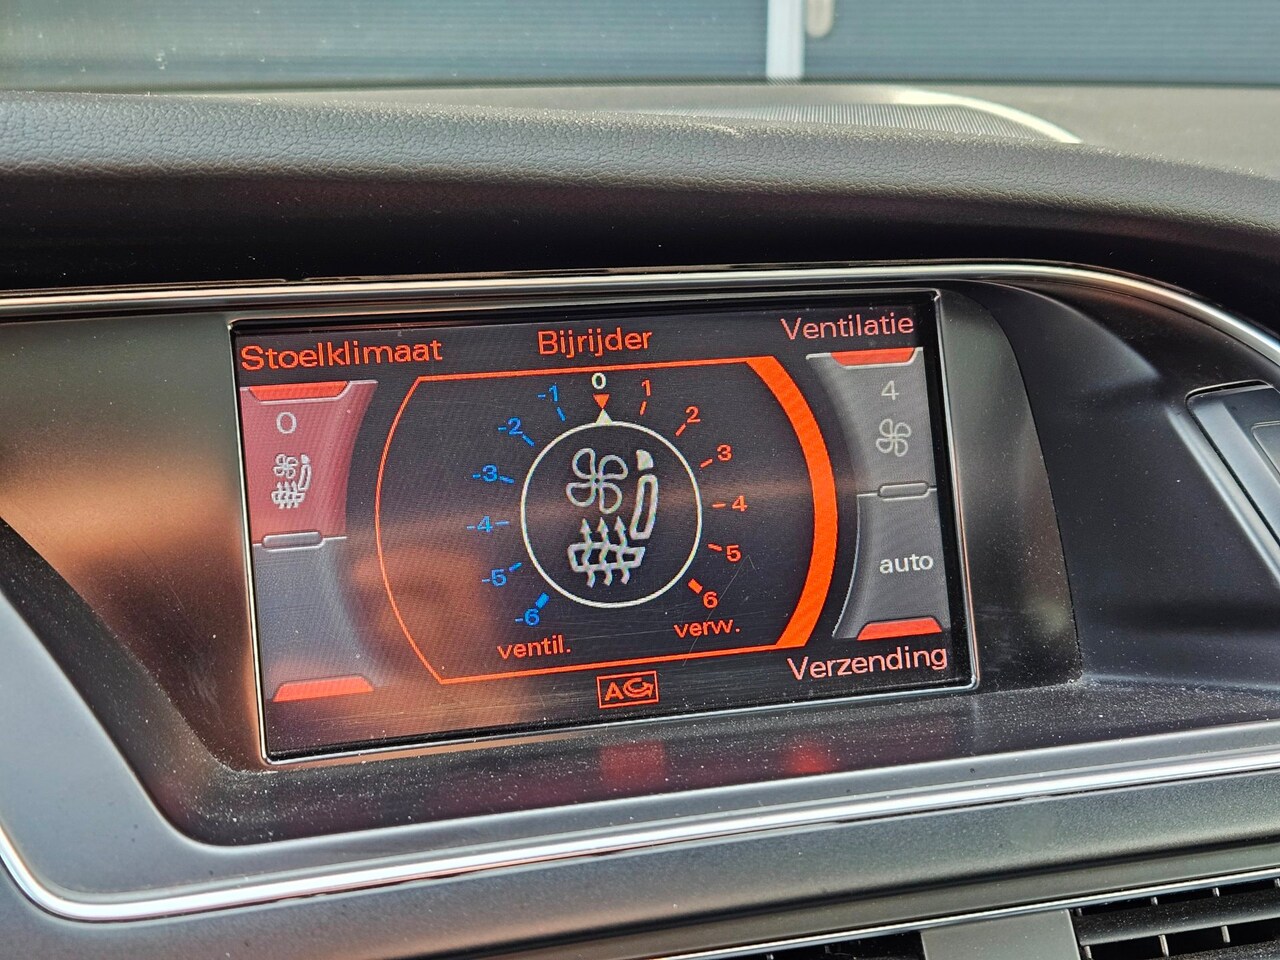 Stoelklimaat
Bijrijder
Ventilatie
0
4
0
-1
1
-2
2
-3
3
-4
4
-5
5
-6
6
auto
ventil.
verw.
Verzending
A